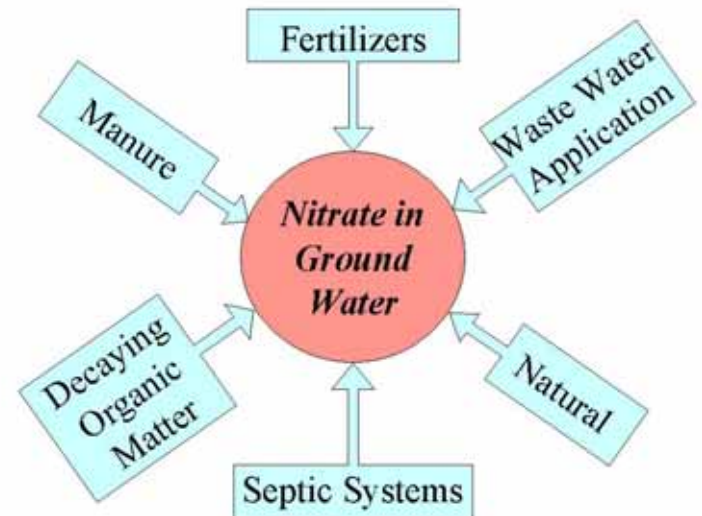 Fertilizers
Manure
Waste Water
Application
Nitrate in
Ground
Water
Decaying
Organic
Matter
Natural
Septic Systems